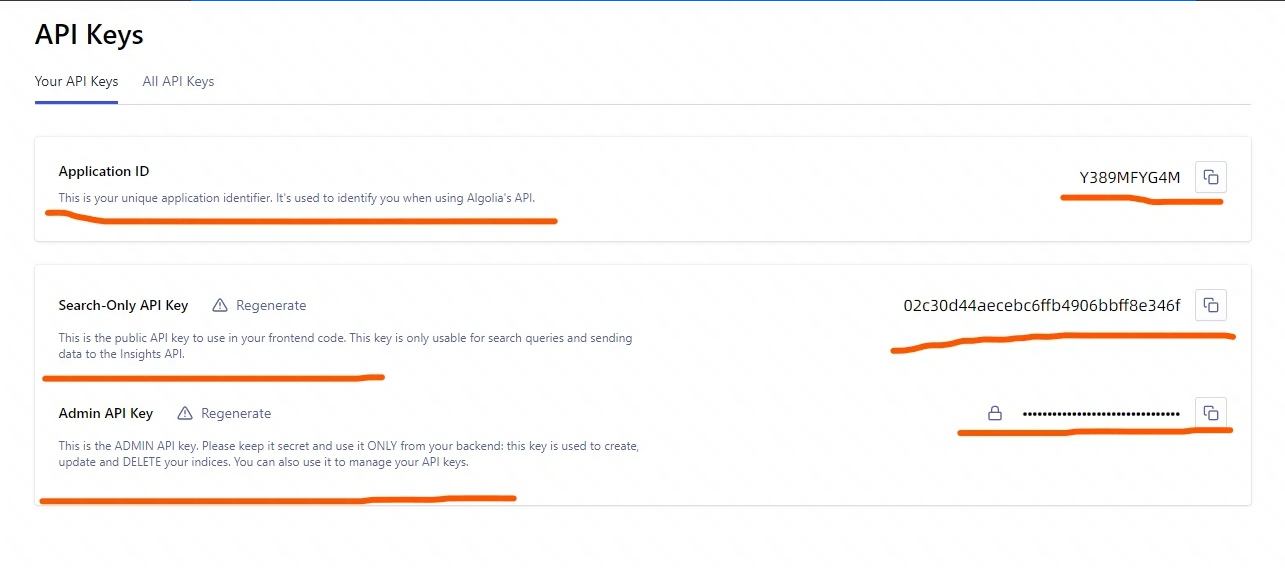 API Keys
Your API Keys All API Keys
Application ID
This is your unique application identifier. It's used to identify you when using Algolia's API.
Y389MFYG4M
Search-Only API Key Regenerate
02c30d44aecebc6ffb4906bbff8e346f
This is the public API key to use in your frontend code. This key is only usable for search queries and sending
data to the Insights API.
Admin API Key Regenerate
••••••••••••••••••••••••••••••••
This is the ADMIN API key. Please keep it secret and use it ONLY from your backend: this key is used to create,
update and DELETE your indices. You can also use it to manage your API keys.